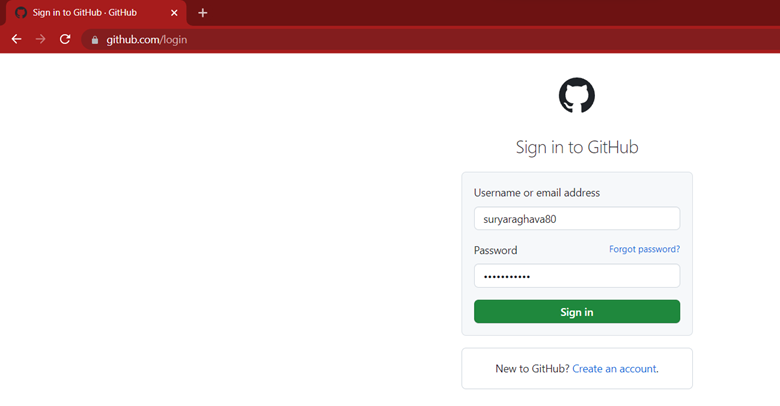 Sign in to GitHub · GitHub
github.com/login
Sign in to GitHub
Username or email address
suryaraghava80
Password Forgot password?
•••••••••••
Sign in
New to GitHub? Create an account.